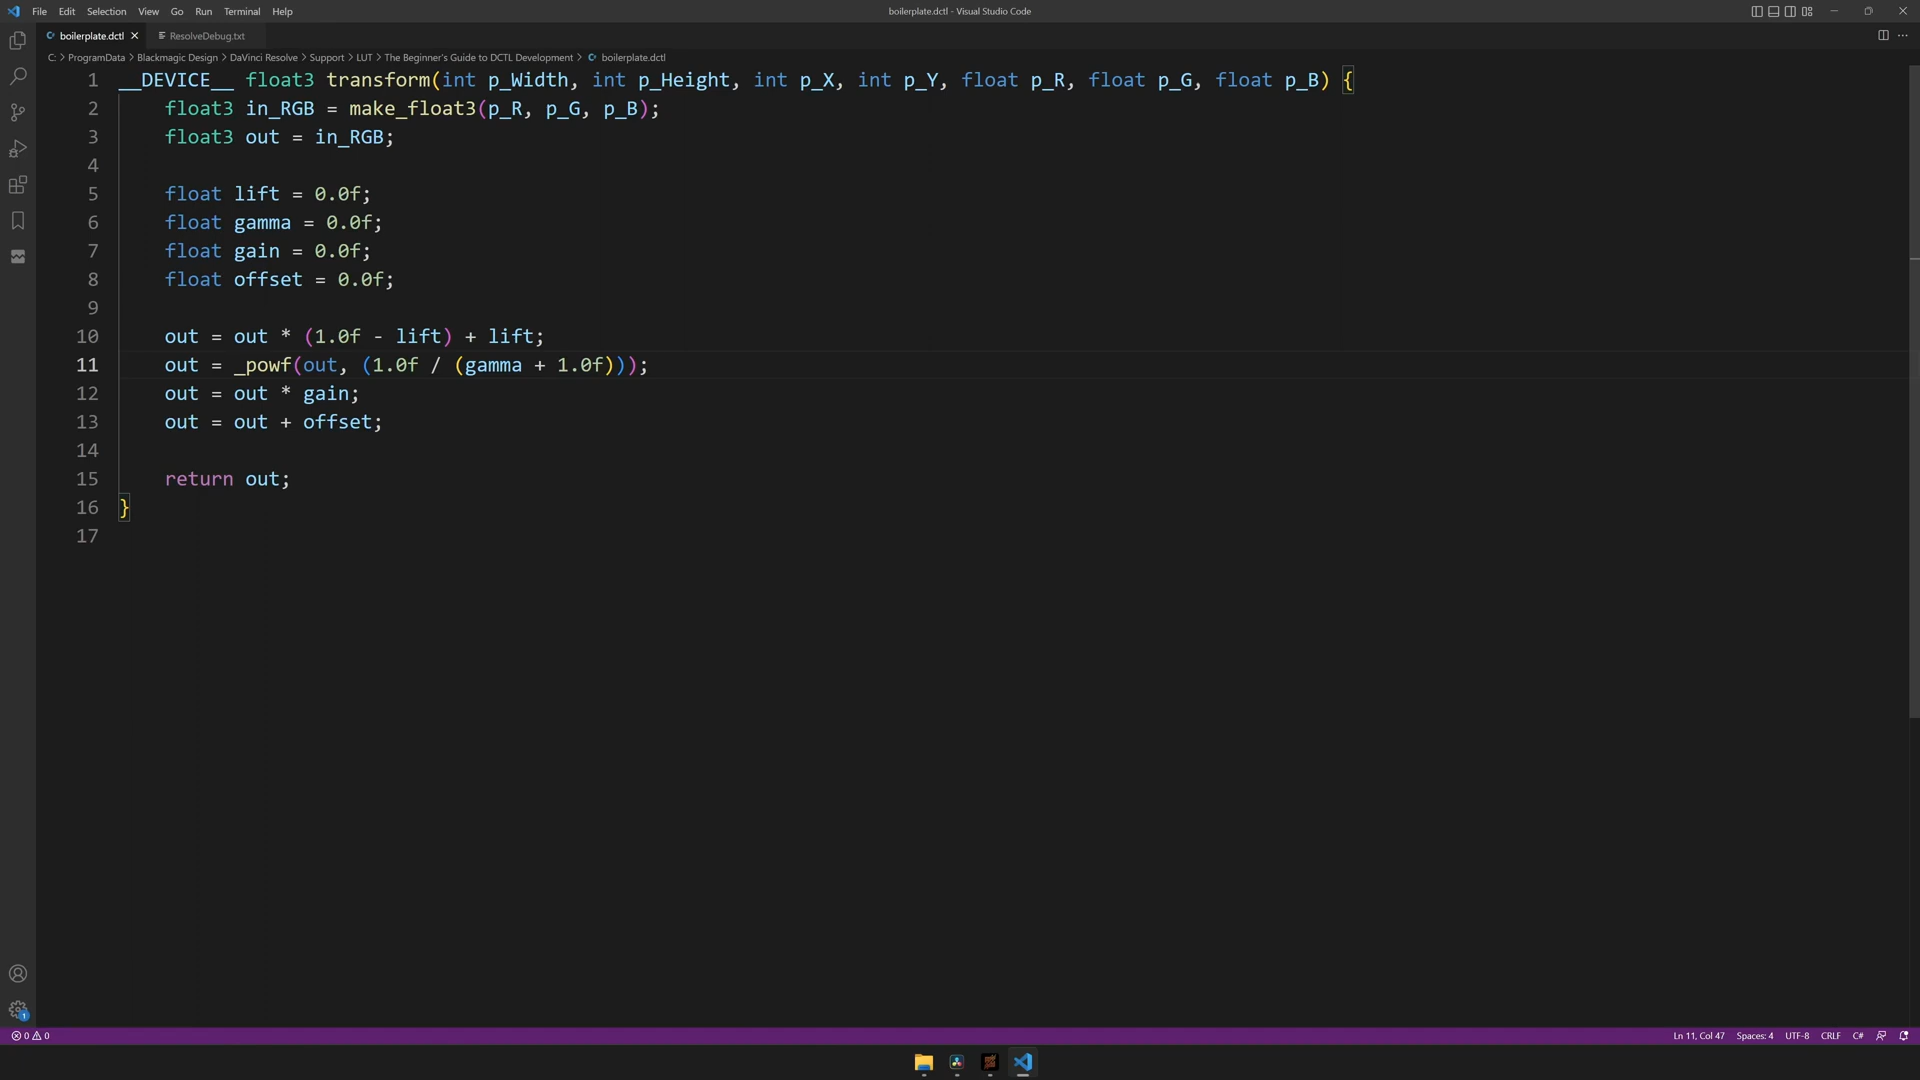 File Edit Selection View Go Run Terminal Help
boilerplate.dctl - Visual Studio Code
boilerplate.dctl
ResolveDebug.txt
C: > ProgramData > Blackmagic Design > DaVinci Resolve > Support > LUT > The Beginner's Guide to DCTL Development > boilerplate.dctl
1 __DEVICE__ float3 transform(int p_Width, int p_Height, int p_X, int p_Y, float p_R, float p_G, float p_B) {
2     float3 in_RGB = make_float3(p_R, p_G, p_B);
3     float3 out = in_RGB;
4
5     float lift = 0.0f;
6     float gamma = 0.0f;
7     float gain = 0.0f;
8     float offset = 0.0f;
9
10     out = out * (1.0f - lift) + lift;
11     out = _powf(out, (1.0f / (gamma + 1.0f)));
12     out = out * gain;
13     out = out + offset;
14
15     return out;
16 }
17
1
0 0
Ln 11, Col 47 Spaces: 4 UTF-8 CRLF C#